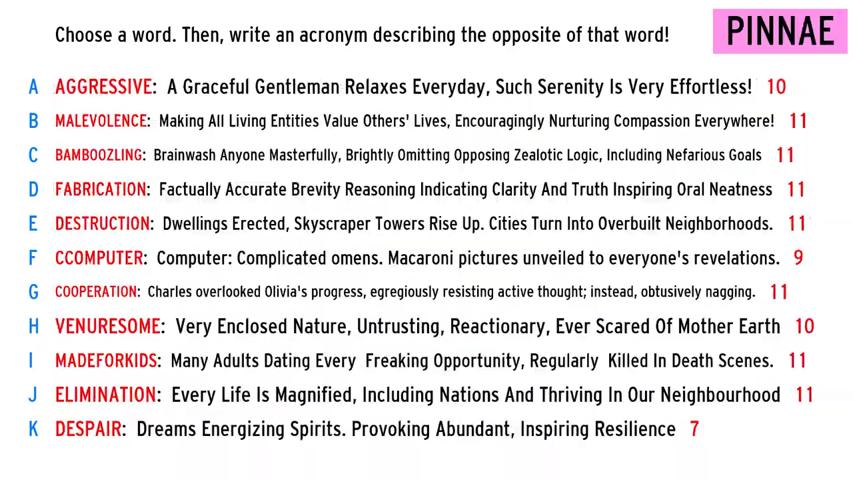 Choose a word. Then, write an acronym describing the opposite of that word!
PINNAE
A AGGRESSIVE: A Graceful Gentleman Relaxes Everyday, Such Serenity Is Very Effortless! 10
B MALEVOLENCE: Making All Living Entities Value Others' Lives, Encouragingly Nurturing Compassion Everywhere! 11
C BAMBOOZLING: Brainwash Anyone Masterfully, Brightly Omitting Opposing Zealotic Logic, Including Nefarious Goals 11
D FABRICATION: Factually Accurate Brevity Reasoning Indicating Clarity And Truth Inspiring Oral Neatness 11
E DESTRUCTION: Dwellings Erected, Skyscraper Towers Rise Up. Cities Turn Into Overbuilt Neighborhoods. 11
F CCOMPUTER: Computer: Complicated omens. Macaroni pictures unveiled to everyone's revelations. 9
G COOPERATION: Charles overlooked Olivia's progress, egregiously resisting active thought; instead, obtusively nagging. 11
H VENURESOME: Very Enclosed Nature, Untrusting, Reactionary, Ever Scared Of Mother Earth 10
I MADEFORKIDS: Many Adults Dating Every Freaking Opportunity, Regularly Killed In Death Scenes. 11
J ELIMINATION: Every Life Is Magnified, Including Nations And Thriving In Our Neighbourhood 11
K DESPAIR: Dreams Energizing Spirits. Provoking Abundant, Inspiring Resilience 7